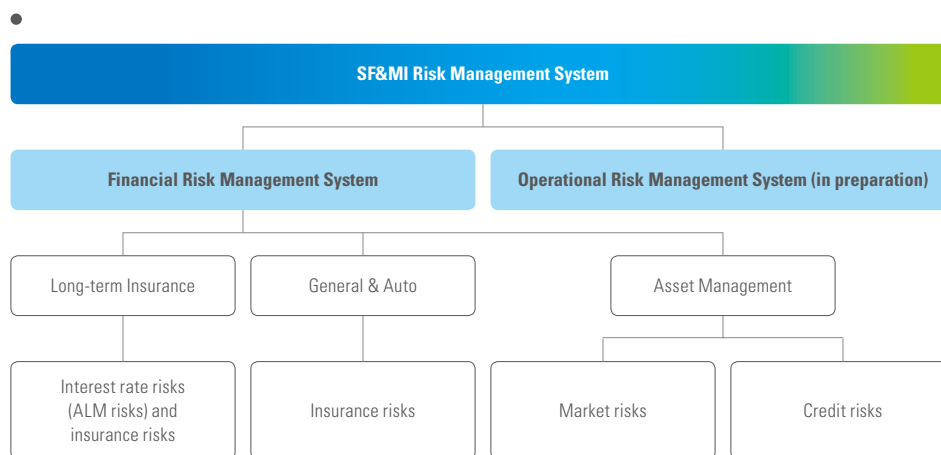 SF&MI Risk Management System
Financial Risk Management System
Operational Risk Management System (in preparation)
Long-term Insurance
General & Auto
Asset Management
Interest rate risks
(ALM risks) and
insurance risks
Insurance risks
Market risks
Credit risks